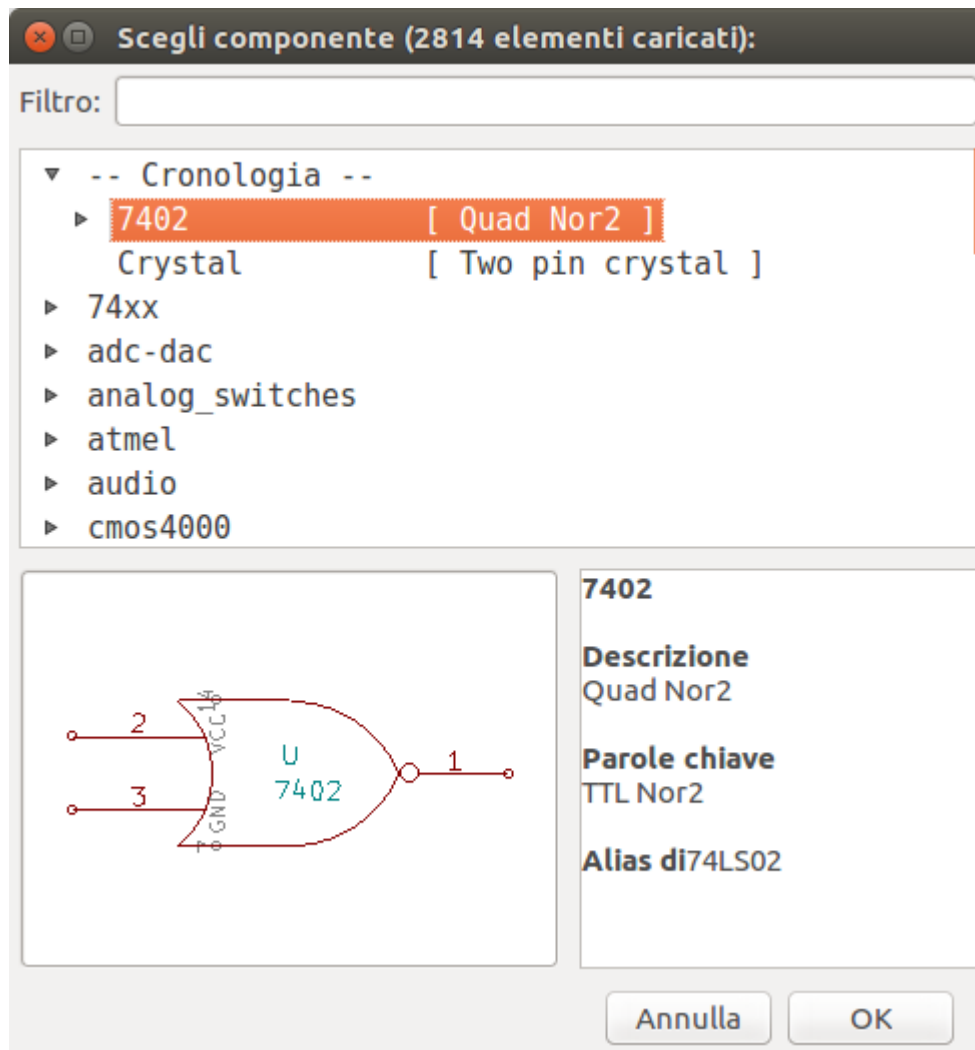 Scegli componente (2814 elementi caricati):
Filtro:
-- Cronologia --
7402 [ Quad Nor2 ]
Crystal [ Two pin crystal ]
74xx
adc-dac
analog_switches
atmel
audio
cmos4000
14
VCC
2
U
7402
1
3
GND
7
7402
Descrizione
Quad Nor2
Parole chiave
TTL Nor2
Alias di74LS02
Annulla OK